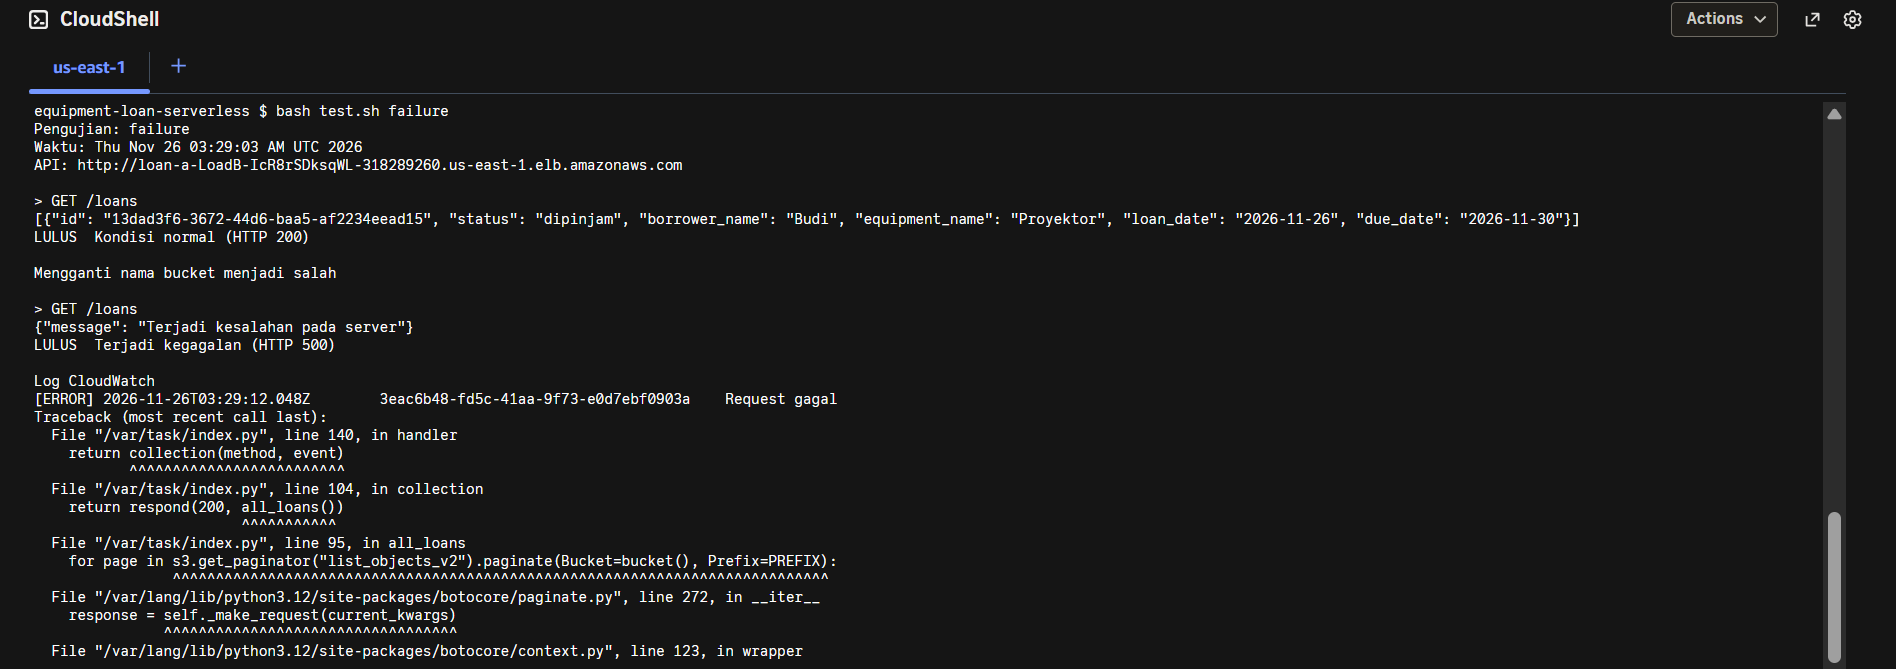 CloudShell
Actions
us-east-1
+
equipment-loan-serverless $ bash test.sh failure
Pengujian: failure
Waktu: Thu Nov 26 03:29:03 AM UTC 2026
API: http://loan-a-LoadB-IcR8rSDksqWL-318289260.us-east-1.elb.amazonaws.com
> GET /loans
[{"id": "13dad3f6-3672-44d6-baa5-af2234eead15", "status": "dipinjam", "borrower_name": "Budi", "equipment_name": "Proyektor", "loan_date": "2026-11-26", "due_date": "2026-11-30"}]
LULUS  Kondisi normal (HTTP 200)
Mengganti nama bucket menjadi salah
> GET /loans
{"message": "Terjadi kesalahan pada server"}
LULUS  Terjadi kegagalan (HTTP 500)
Log CloudWatch
[ERROR] 2026-11-26T03:29:12.048Z        3eac6b48-fd5c-41aa-9f73-e0d7ebf0903a    Request gagal
Traceback (most recent call last):
  File "/var/task/index.py", line 140, in handler
    return collection(method, event)
           ^^^^^^^^^^^^^^^^^^^^^^^^^
  File "/var/task/index.py", line 104, in collection
    return respond(200, all_loans())
                        ^^^^^^^^^^^
  File "/var/task/index.py", line 95, in all_loans
    for page in s3.get_paginator("list_objects_v2").paginate(Bucket=bucket(), Prefix=PREFIX):
                ^^^^^^^^^^^^^^^^^^^^^^^^^^^^^^^^^^^^^^^^^^^^^^^^^^^^^^^^^^^^^^^^^^^^^^^^^^^^
  File "/var/lang/lib/python3.12/site-packages/botocore/paginate.py", line 272, in __iter__
    response = self._make_request(current_kwargs)
               ^^^^^^^^^^^^^^^^^^^^^^^^^^^^^^^^^^
  File "/var/lang/lib/python3.12/site-packages/botocore/context.py", line 123, in wrapper